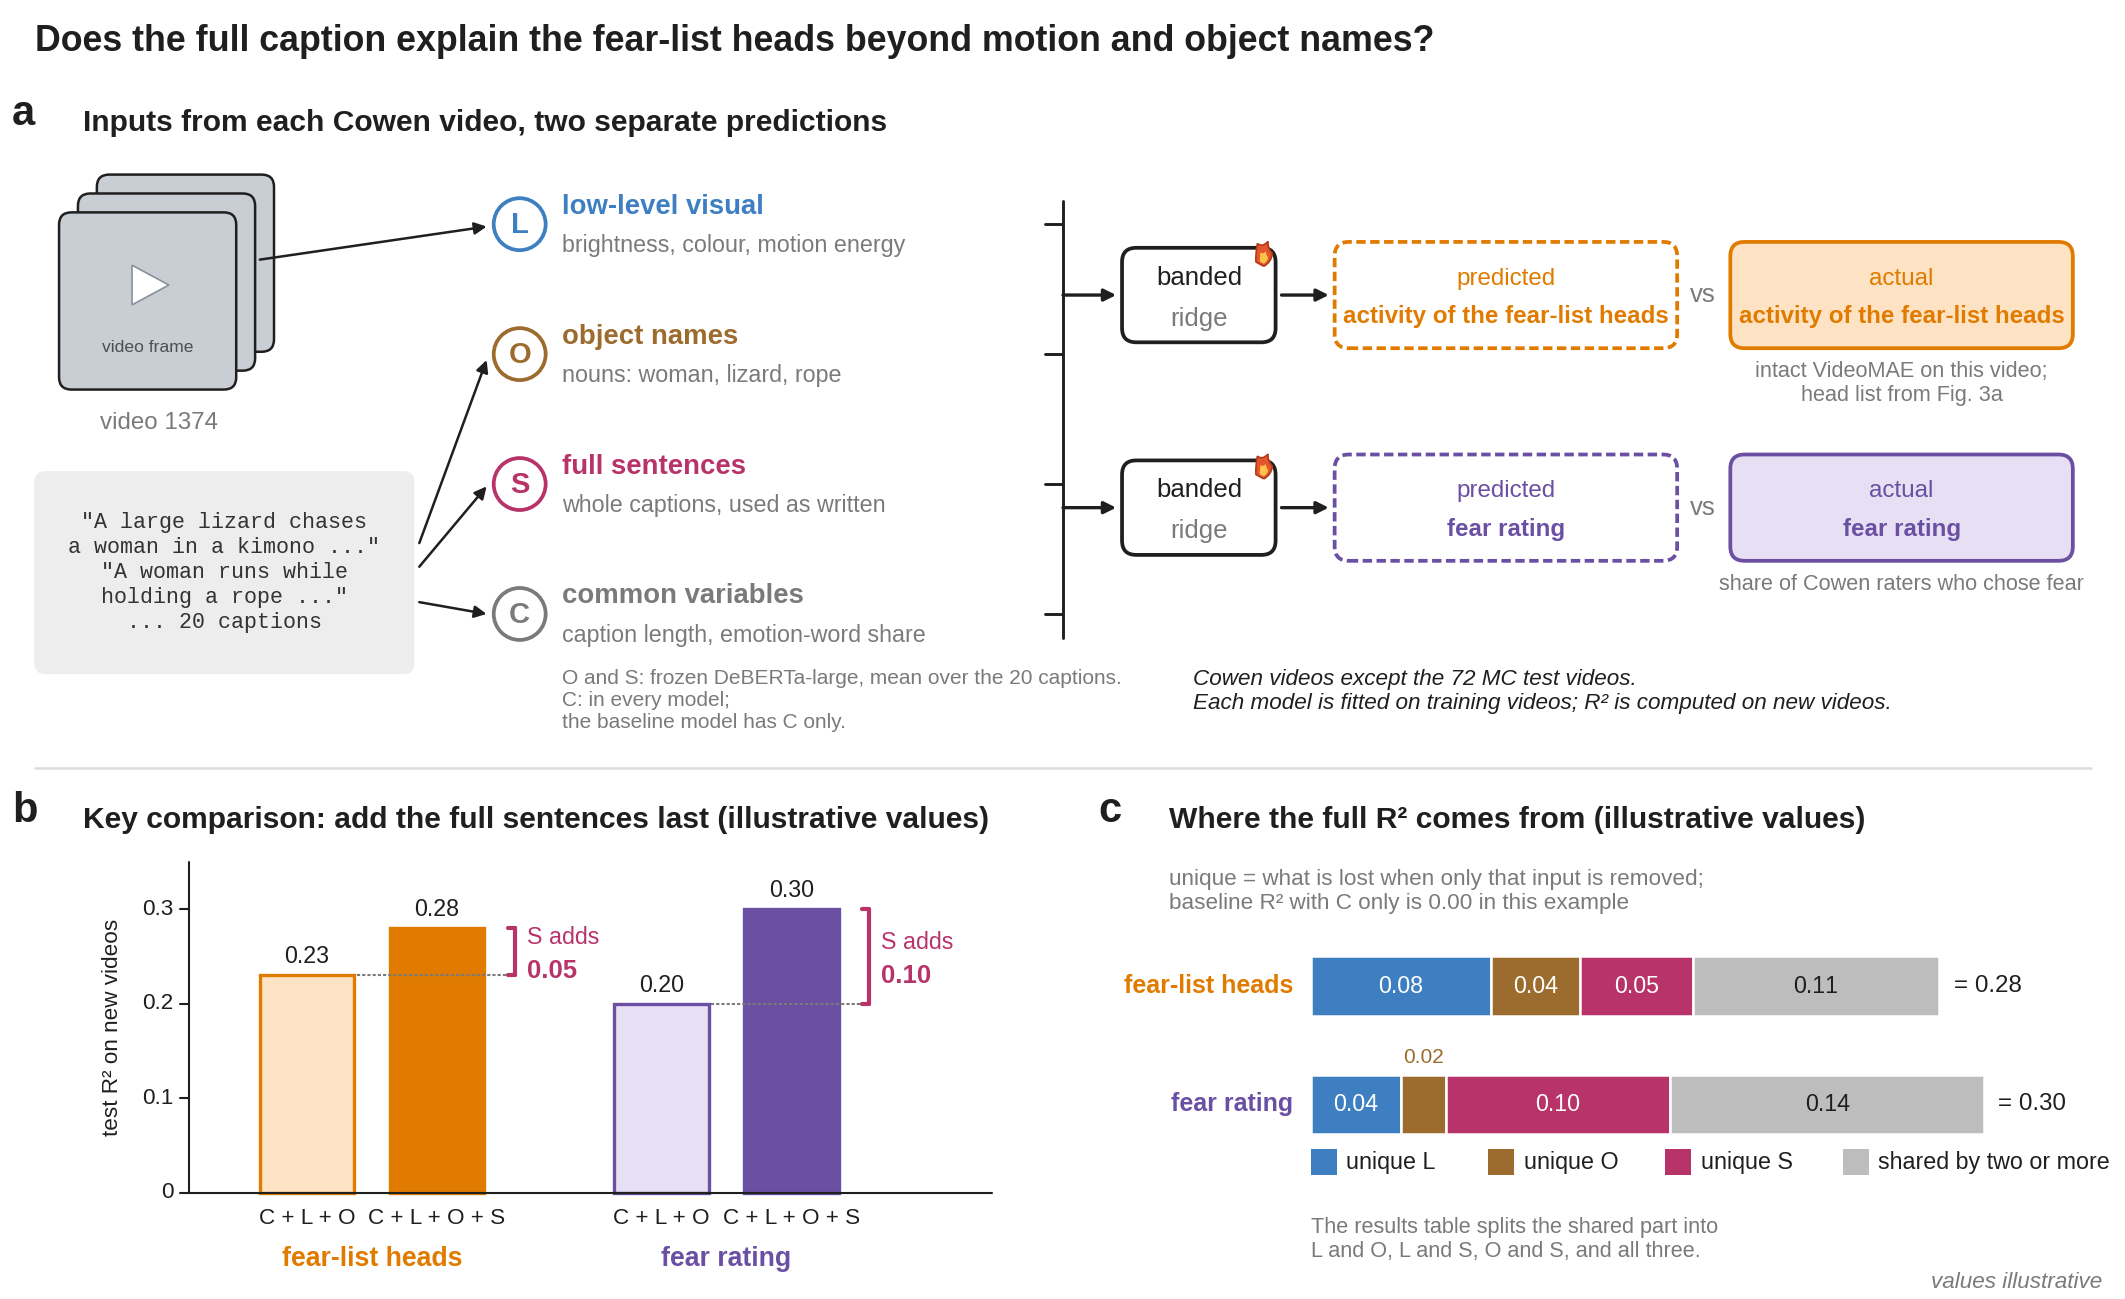 Does the full caption explain the fear-list heads beyond motion and object names?
a
Inputs from each Cowen video, two separate predictions
video frame
video 1374
"A large lizard chases
a woman in a kimono ..."
"A woman runs while
holding a rope ..."
... 20 captions
L
low-level visual
brightness, colour, motion energy
O
object names
nouns: woman, lizard, rope
S
full sentences
whole captions, used as written
C
common variables
caption length, emotion-word share
O and S: frozen DeBERTa-large, mean over the 20 captions.
C: in every model;
the baseline model has C only.
banded
ridge
predicted
activity of the fear-list heads
vs
actual
activity of the fear-list heads
intact VideoMAE on this video;
head list from Fig. 3a
banded
ridge
predicted
fear rating
vs
actual
fear rating
share of Cowen raters who chose fear
Cowen videos except the 72 MC test videos.
Each model is fitted on training videos; R² is computed on new videos.
b
Key comparison: add the full sentences last (illustrative values)
test R² on new videos
0.3
0.2
0.1
0
0.23
0.28
S adds
0.05
0.20
0.30
S adds
0.10
C + L + O
C + L + O + S
C + L + O
C + L + O + S
fear-list heads
fear rating
c
Where the full R² comes from (illustrative values)
unique = what is lost when only that input is removed;
baseline R² with C only is 0.00 in this example
fear-list heads
0.08
0.04
0.05
0.11
= 0.28
0.02
fear rating
0.04
0.10
0.14
= 0.30
unique L
unique O
unique S
shared by two or more
The results table splits the shared part into
L and O, L and S, O and S, and all three.
values illustrative